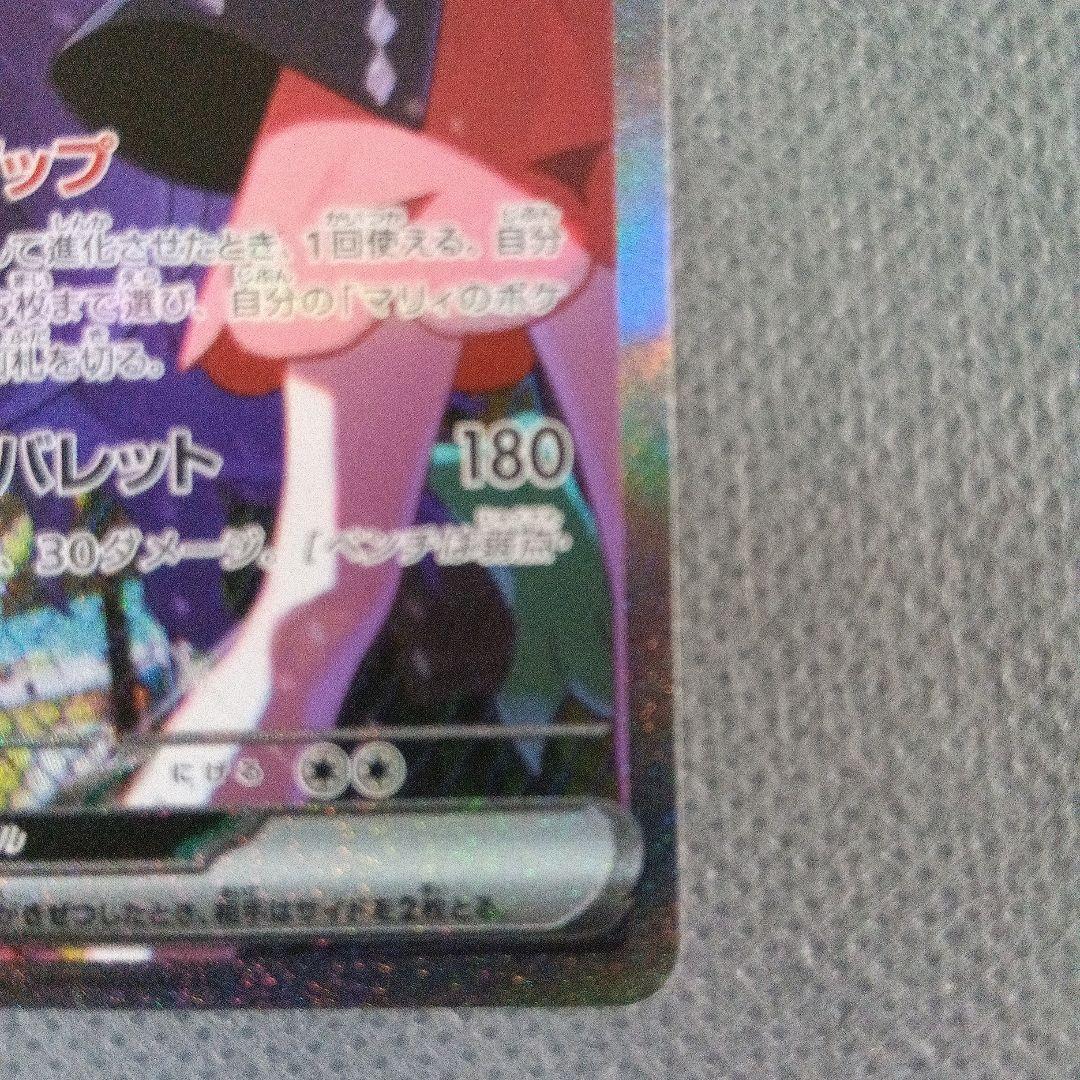 ップ
て進化させたとき、1回使える。自分
枚まで選び、自分の「マリィのポケ
札を切る。
バレット 180
、30ダメージ。[ベンチは弱点・
にげる
ル
きぜつしたとき、相手はサイドを2枚とる